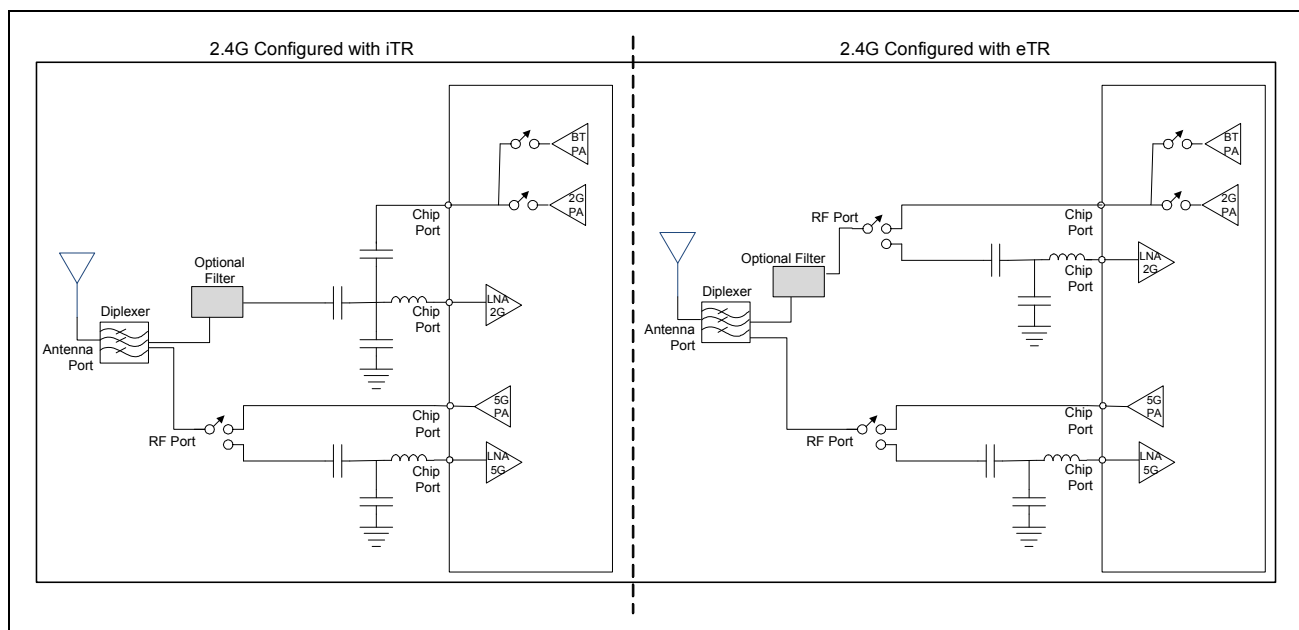 2.4G Configured with iTR
BT
PA
2G
PA
Chip
Port
Optional
Filter
Diplexer
LNA
2G
Chip
Port
Antenna
Port
5G
PA
Chip
Port
RF Port
LNA
5G
Chip
Port
2.4G Configured with eTR
BT
PA
2G
PA
RF Port
Chip
Port
Optional Filter
LNA
2G
Chip
Port
Diplexer
Antenna
Port
5G
PA
Chip
Port
RF Port
LNA
5G
Chip
Port